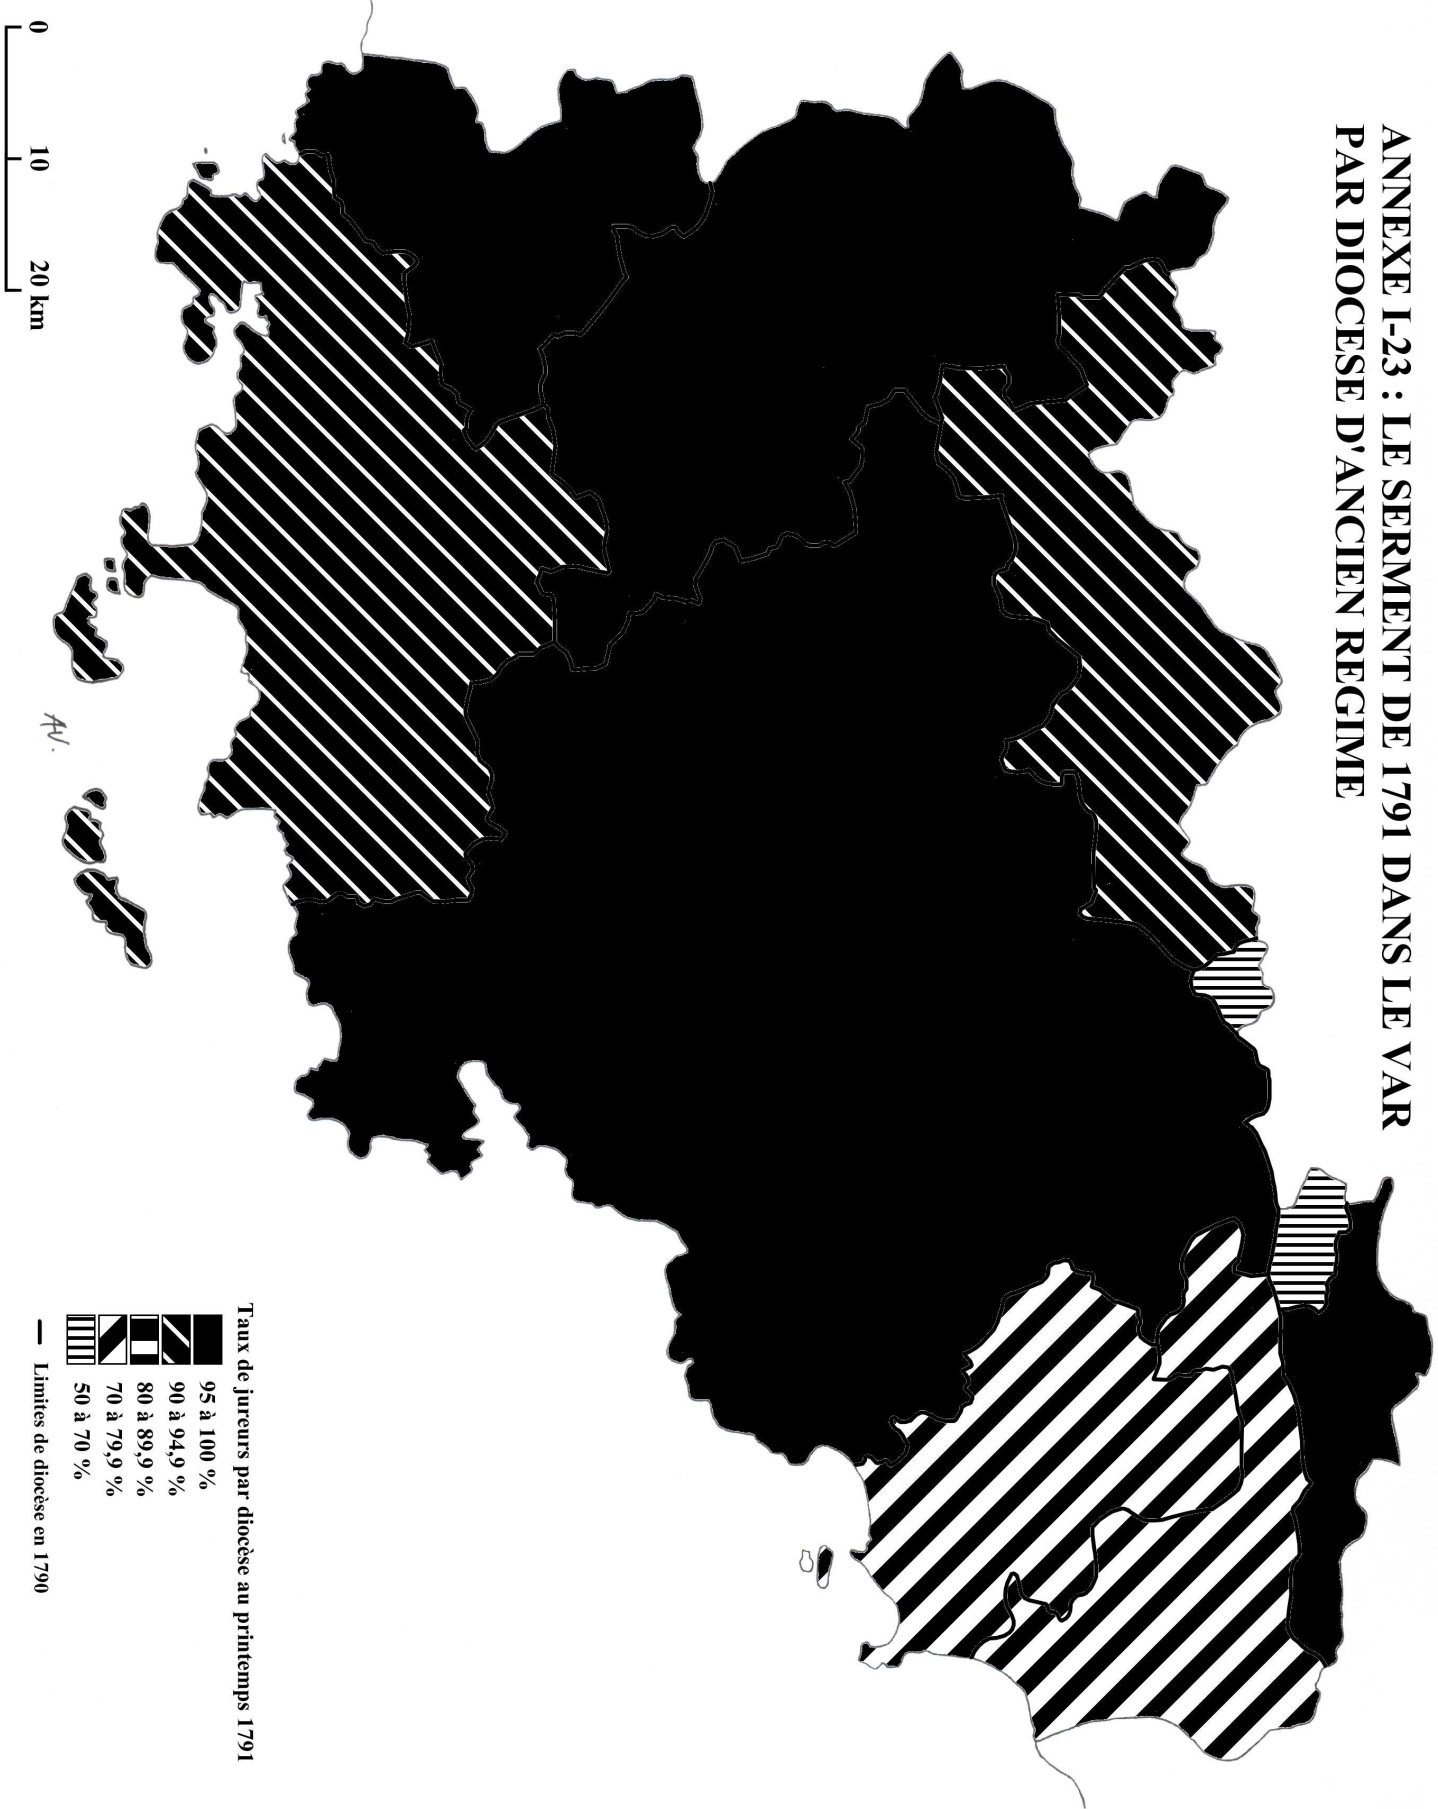 ANNEXE I-23 : LE SERMENT DE 1791 DANS LE VAR
PAR DIOCESE D'ANCIEN REGIME
0 10 20 km
AV.
Taux de jureurs par diocèse au printemps 1791
95 à 100 %
90 à 94,9 %
80 à 89,9 %
70 à 79,9 %
50 à 70 %
Limites de diocèse en 1790